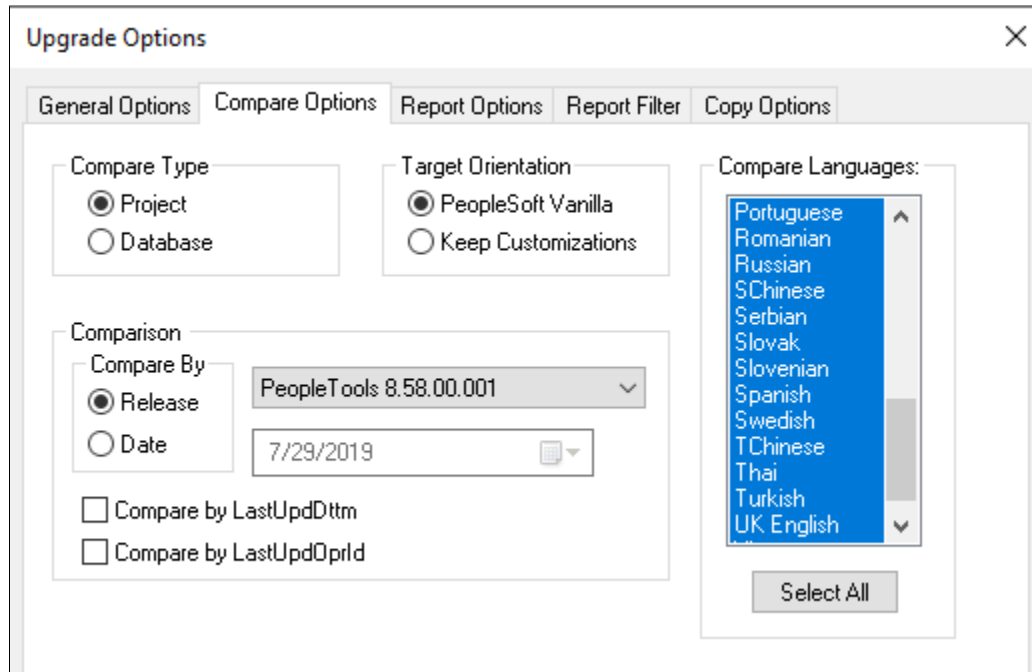 Upgrade Options
General Options Compare Options Report Options Report Filter Copy Options
Compare Type
Project
Database
Target Orientation
PeopleSoft Vanilla
Keep Customizations
Compare Languages:
Portuguese
Romanian
Russian
SChinese
Serbian
Slovak
Slovenian
Spanish
Swedish
TChinese
Thai
Turkish
UK English
Select All
Comparison
Compare By
Release
Date
PeopleTools 8.58.00.001
7/29/2019
Compare by LastUpdDttm
Compare by LastUpdOprId